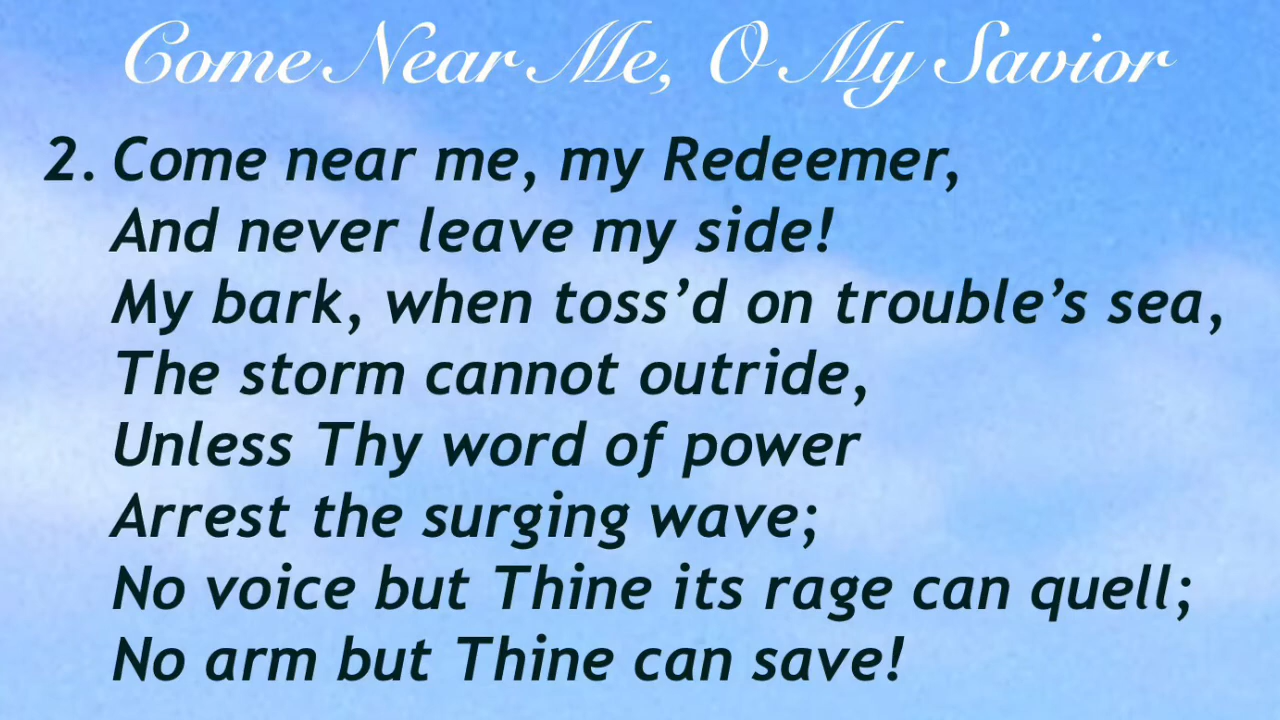 Come Near Me, O My Savior
2. Come near me, my Redeemer,
And never leave my side!
My bark, when toss’d on trouble’s sea,
The storm cannot outride,
Unless Thy word of power
Arrest the surging wave;
No voice but Thine its rage can quell;
No arm but Thine can save!